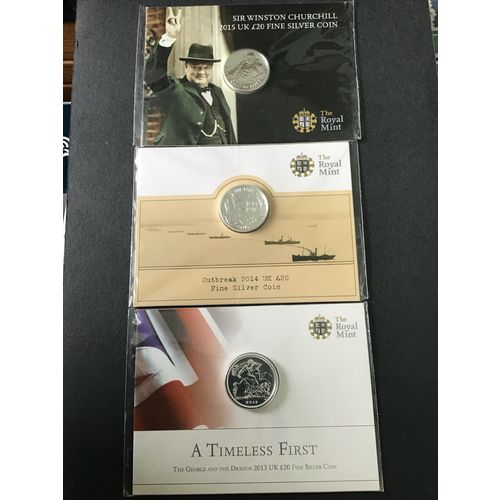 SIR WINSTON CHURCHILL
2015 UK £20 FINE SILVER COIN
CHURCHILL
The
Royal
Mint
The
Royal
Mint
Outbreak 2014 UK £20
Fine Silver Coin
The
Royal
Mint
2013
A TIMELESS FIRST
THE GEORGE AND THE DRAGON 2013 UK £20 FINE SILVER COIN